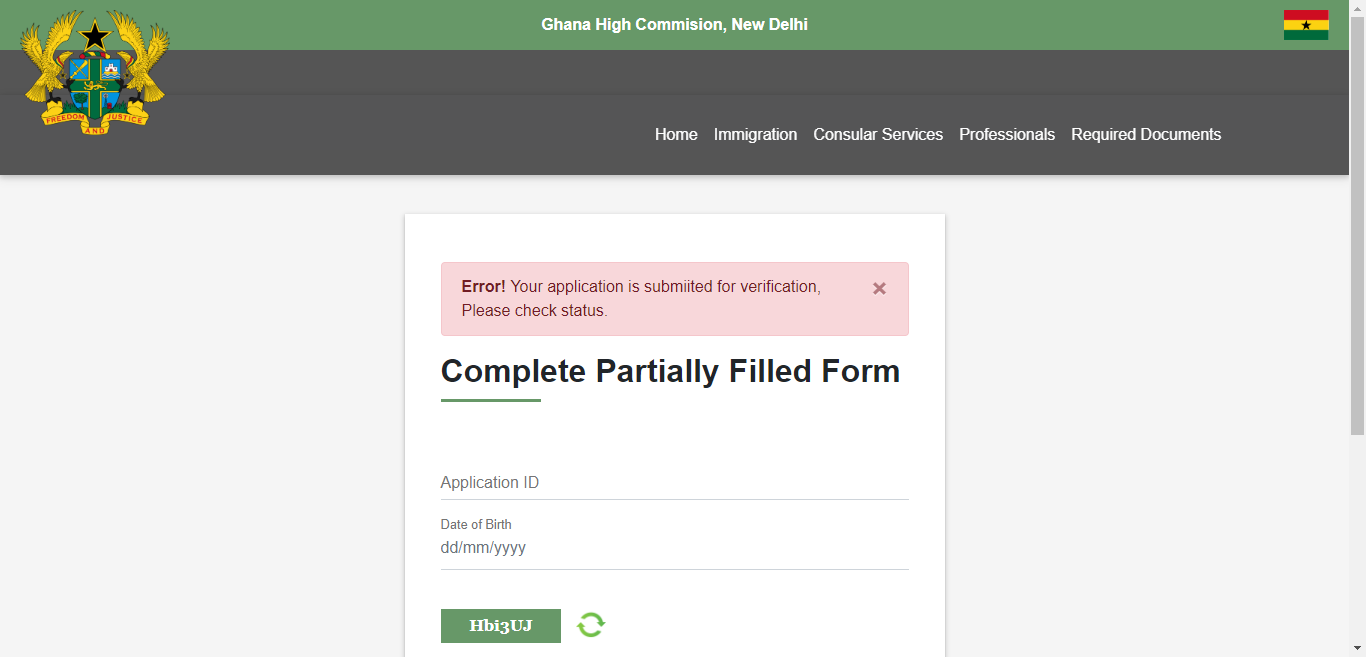 Ghana High Commision, New Delhi
FREEDOM AND JUSTICE
Home Immigration Consular Services Professionals Required Documents
Error! Your application is submiited for verification,
Please check status.
×
Complete Partially Filled Form
Application ID
Date of Birth
dd/mm/yyyy
Hbi3UJ